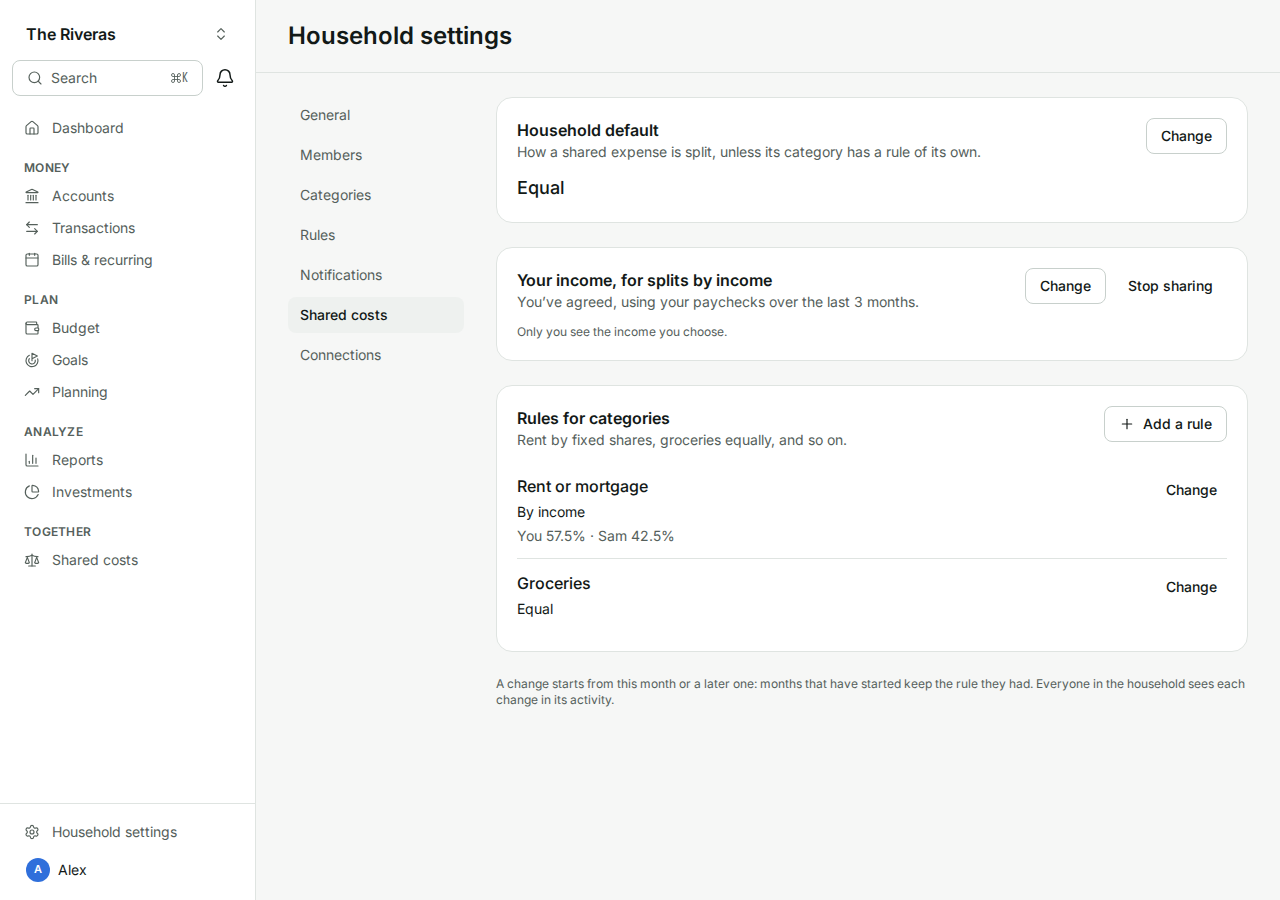 The Riveras
Search ⌘K
Dashboard
MONEY
Accounts
Transactions
Bills & recurring
PLAN
Budget
Goals
Planning
ANALYZE
Reports
Investments
TOGETHER
Shared costs
Household settings
A Alex
Household settings
General
Members
Categories
Rules
Notifications
Shared costs
Connections
Household default
How a shared expense is split, unless its category has a rule of its own.
Change
Equal
Your income, for splits by income
You’ve agreed, using your paychecks over the last 3 months.
Change
Stop sharing
Only you see the income you choose.
Rules for categories
Rent by fixed shares, groceries equally, and so on.
Add a rule
Rent or mortgage
Change
By income
You 57.5% · Sam 42.5%
Groceries
Change
Equal
A change starts from this month or a later one: months that have started keep the rule they had. Everyone in the household sees each
change in its activity.